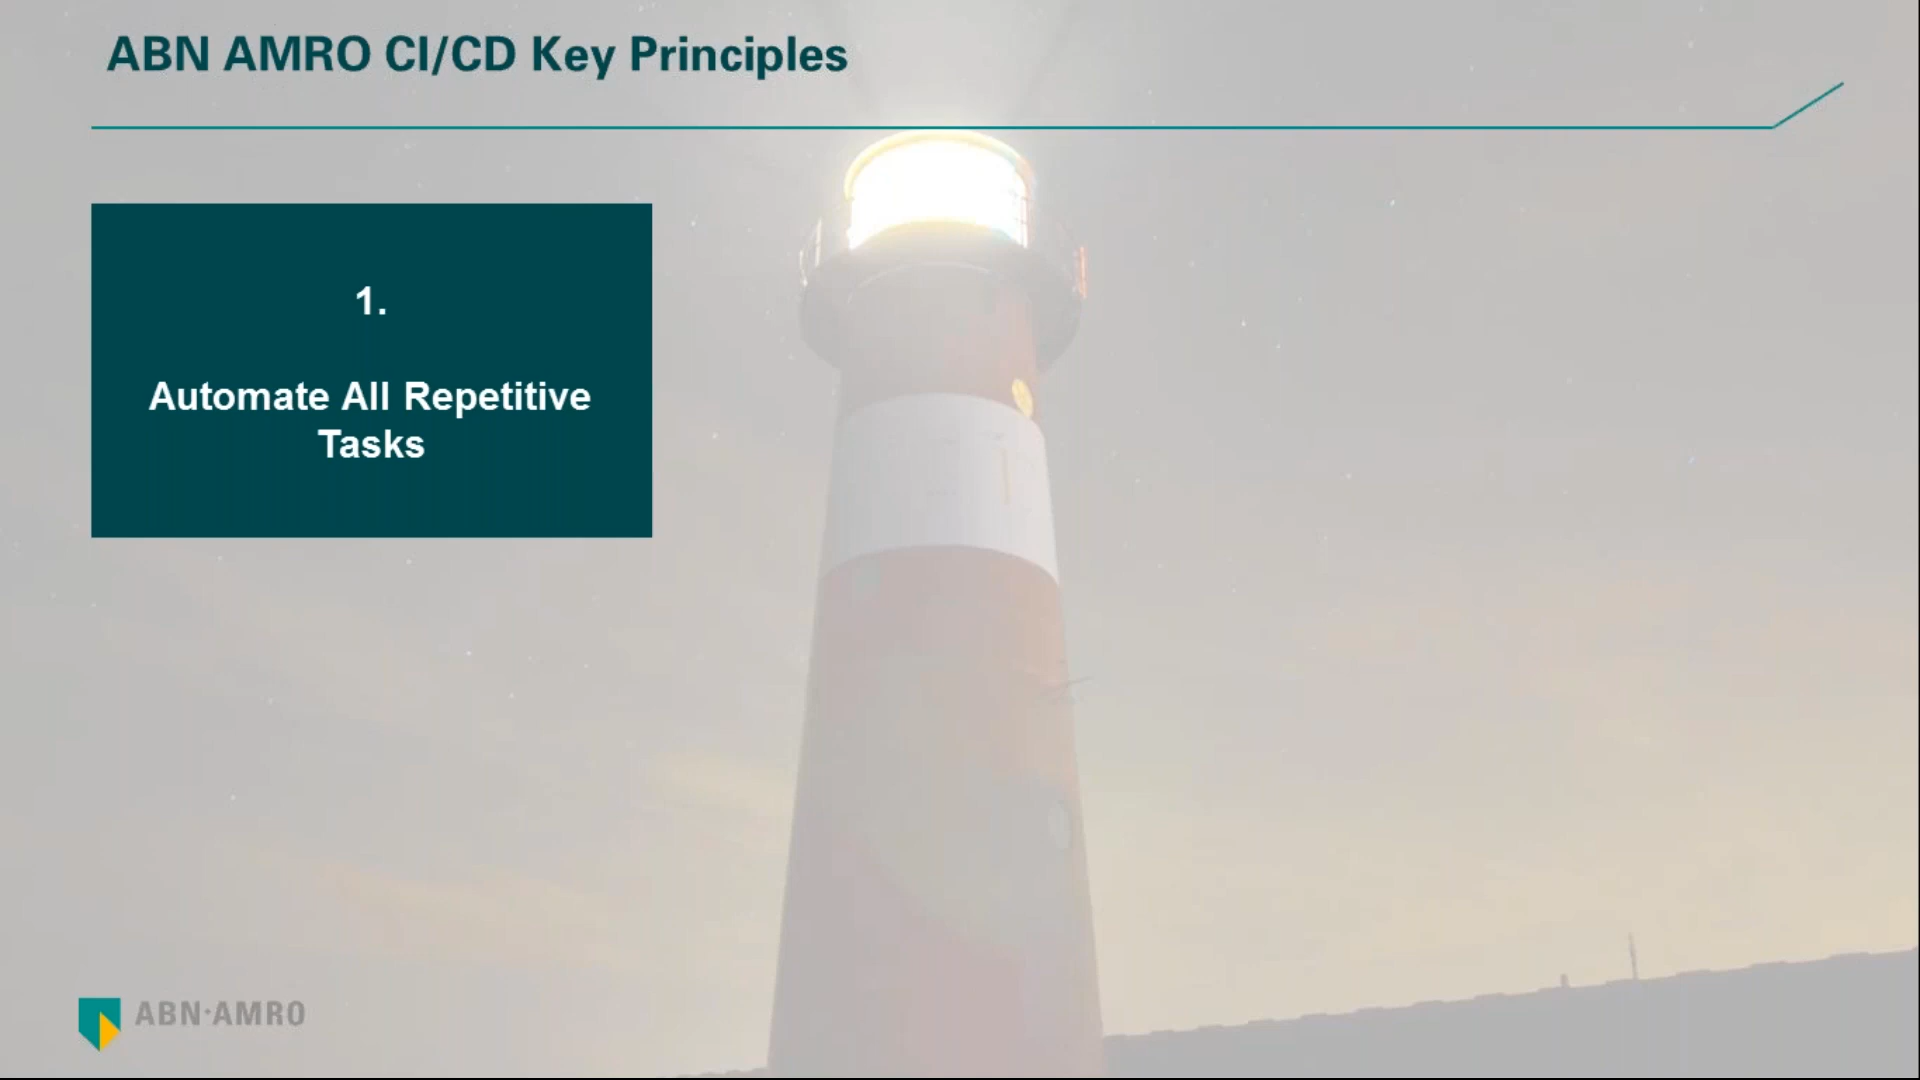 ABN AMRO CI/CD Key Principles
1.
Automate All Repetitive
Tasks
ABN·AMRO